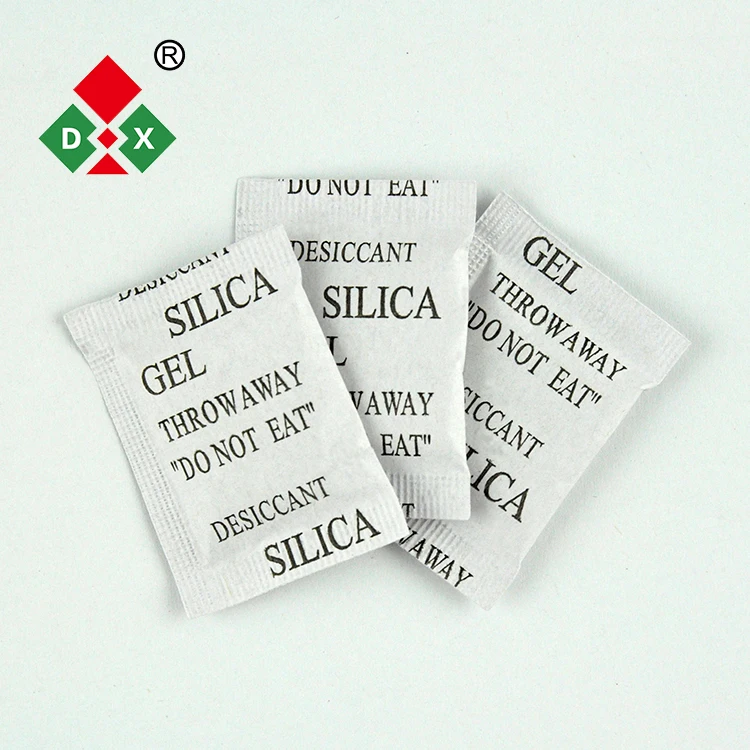 ®
D X
DESICCANT
SILICA
GEL
THROWAWAY
"DO NOT EAT"
DESICCANT
SILICA
"DO NOT EAT"
DESICCANT
SILICA
L
AWAY
EAT"
GEL
THROWAWAY
"DO NOT EAT"
SICCANT
LICA
WAWAY